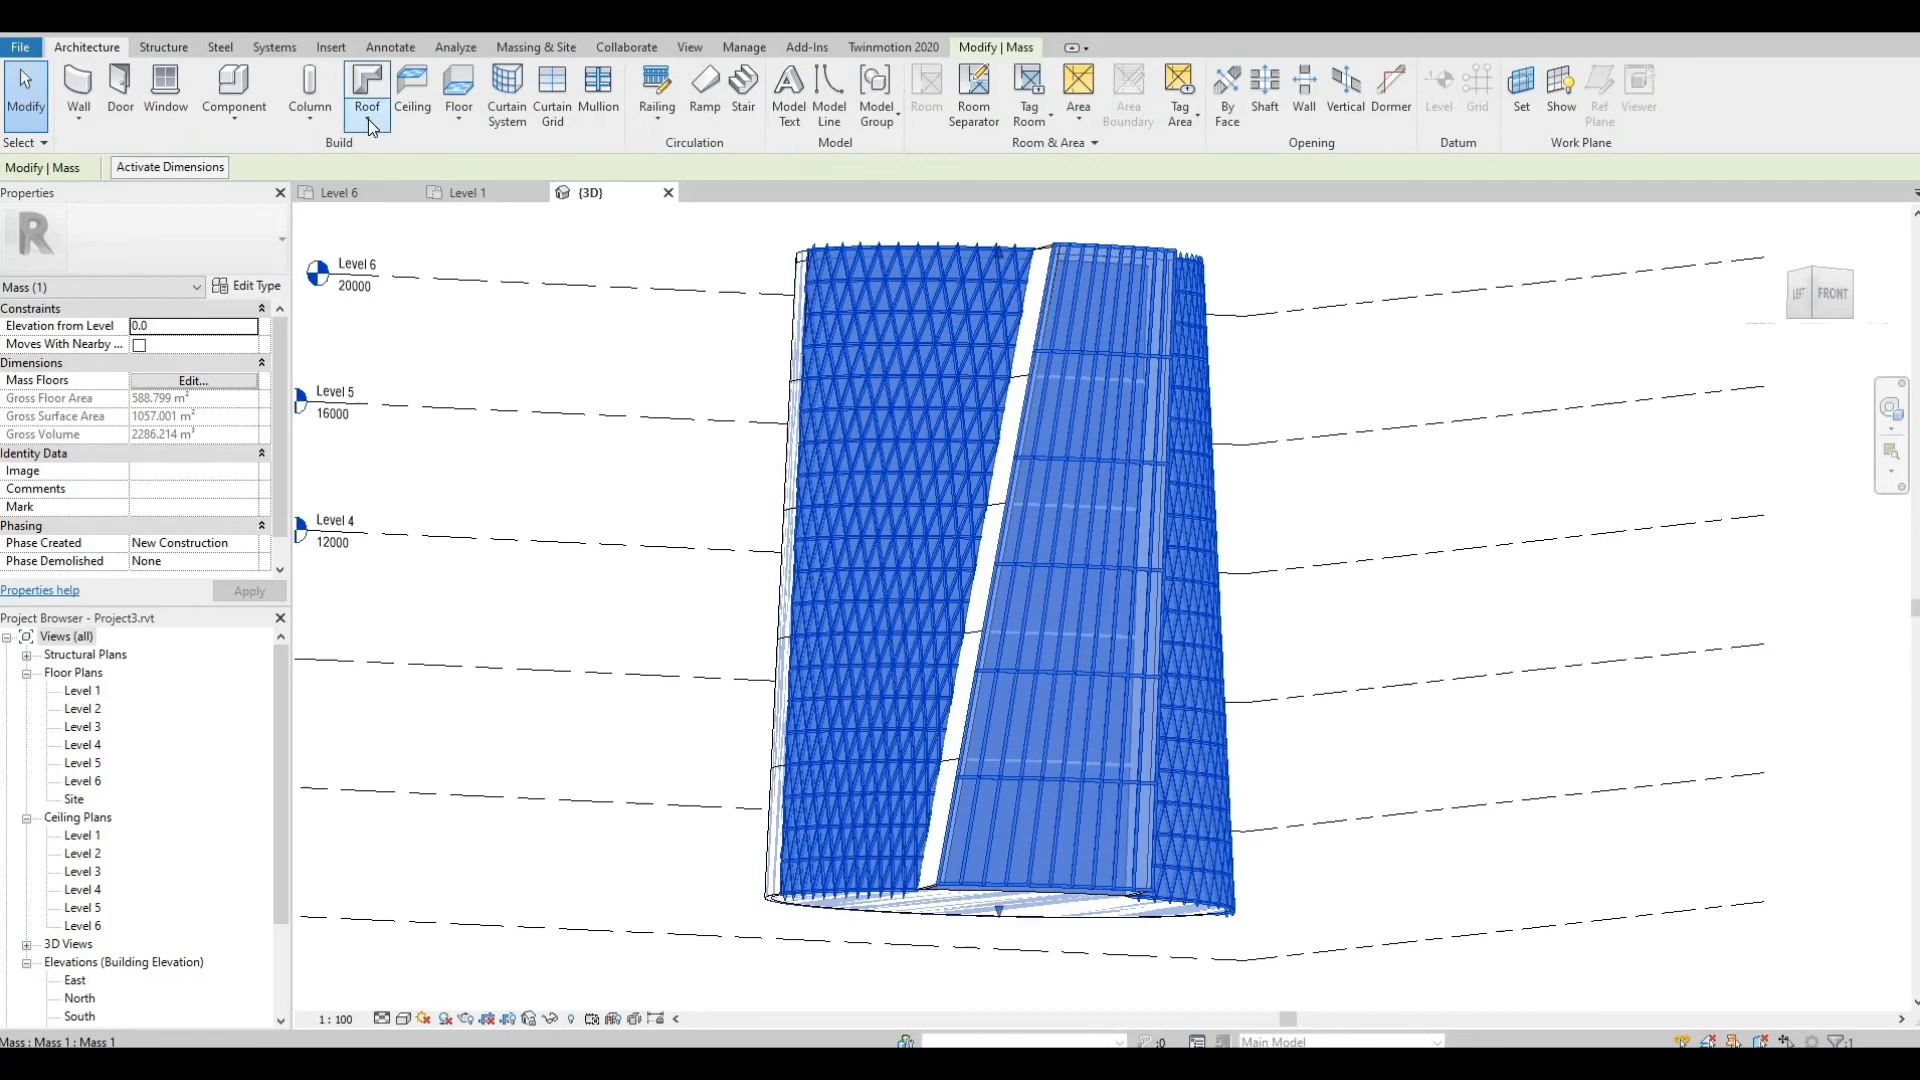 File Architecture Structure Steel Systems Insert Annotate Analyze Massing & Site Collaborate View Manage Add-Ins Twinmotion 2020 Modify | Mass
Modify Wall Door Window Component Column Roof Ceiling Floor Curtain System Curtain Grid Mullion Railing Ramp Stair Model Text Model Line Model Group Room Room Separator Tag Room Area Area Boundary Tag Area By Face Shaft Wall Vertical Dormer Level Grid Set Show Ref Plane Viewer
Select Build Circulation Model Room & Area Opening Datum Work Plane
Modify | Mass Activate Dimensions
Properties
Level 6 Level 1 {3D}
R
Mass (1) Edit Type
Constraints
Elevation from Level 0.0
Moves With Nearby ...
Dimensions
Mass Floors Edit...
Gross Floor Area 588.799 m²
Gross Surface Area 1057.001 m²
Gross Volume 2286.214 m³
Identity Data
Image
Comments
Mark
Phasing
Phase Created New Construction
Phase Demolished None
Properties help Apply
Project Browser - Project3.rvt
Views (all)
Structural Plans
Floor Plans
Level 1
Level 2
Level 3
Level 4
Level 5
Level 6
Site
Ceiling Plans
Level 1
Level 2
Level 3
Level 4
Level 5
Level 6
3D Views
Elevations (Building Elevation)
East
North
South
Level 6
20000
Level 5
16000
Level 4
12000
LEFT FRONT
1 : 100
Mass : Mass 1 : Mass 1 :0 Main Model :1